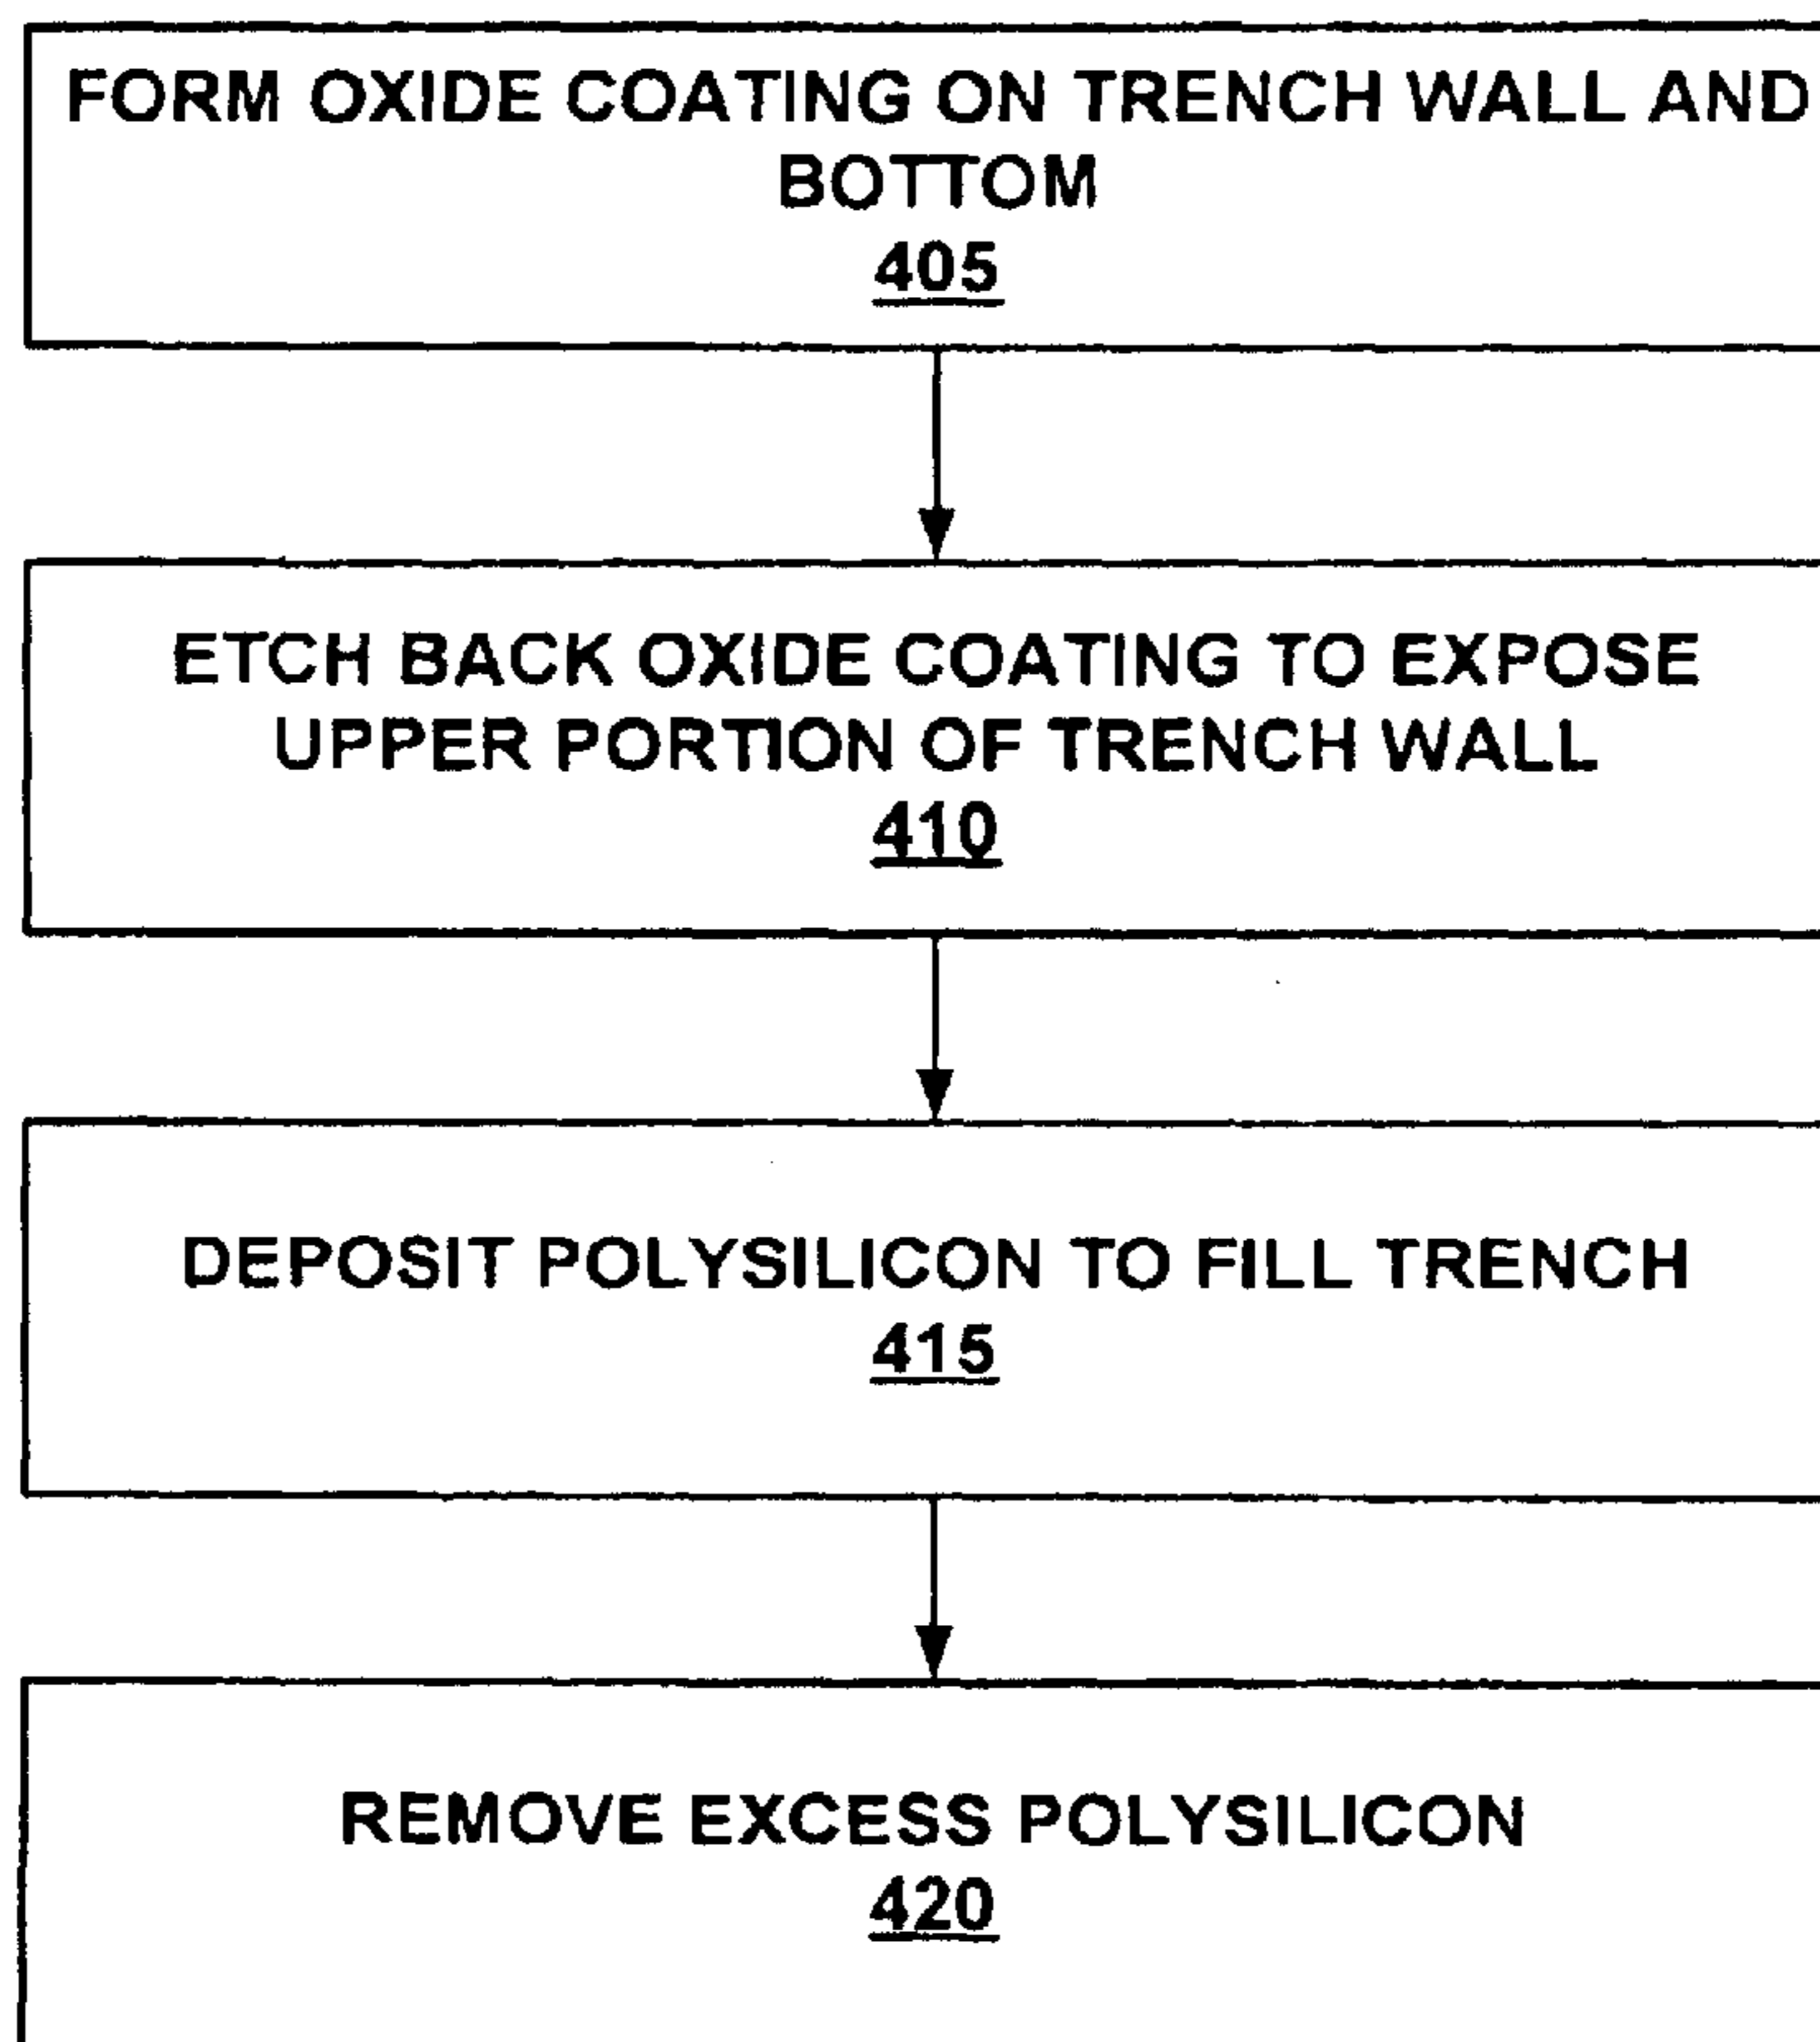 FORM OXIDE COATING ON TRENCH WALL AND
BOTTOM
405
ETCH BACK OXIDE COATING TO EXPOSE
UPPER PORTION OF TRENCH WALL
410
DEPOSIT POLYSILICON TO FILL TRENCH
415
REMOVE EXCESS POLYSILICON
420